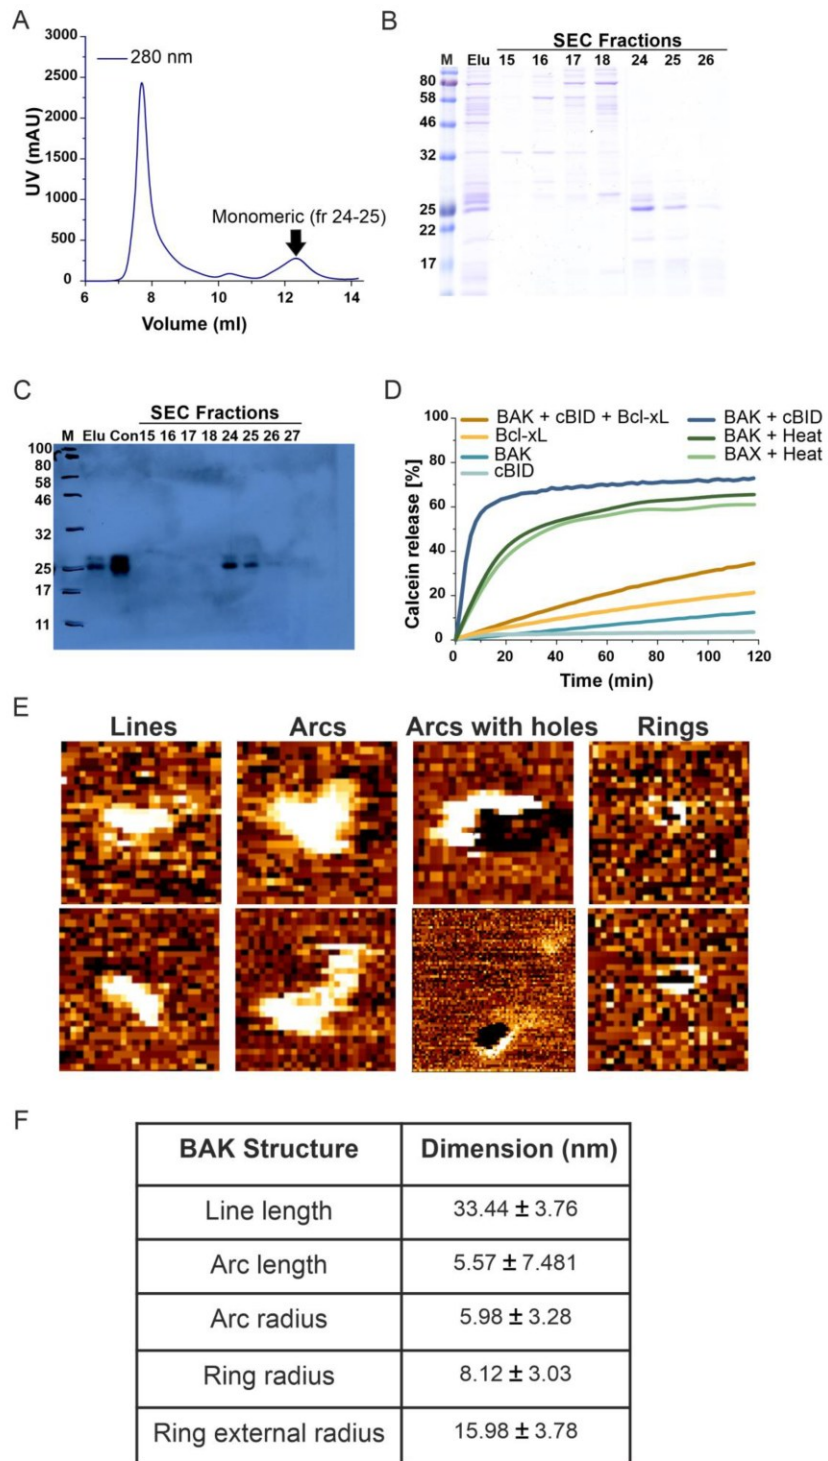 A
280 nm
3000
2500
2000
1500
1000
500
0
UV (mAU)
Monomeric (fr 24-25)
6 8 10 12 14
Volume (ml)
B
SEC Fractions
M Elu 15 16 17 18 24 25 26
80
58
46
32
25
22
17
C
SEC Fractions
M Elu Con 15 16 17 18 24 25 26 27
100
80
58
46
32
25
17
11
D
100
80
60
40
20
0
Calcein release [%]
BAK + cBID + Bcl-xL
Bcl-xL
BAK
cBID
BAK + cBID
BAK + Heat
BAX + Heat
0 20 40 60 80 100 120
Time (min)
E
Lines Arcs Arcs with holes Rings
F
BAK Structure Dimension (nm)
Line length 33.44 ± 3.76
Arc length 5.57 ± 7.481
Arc radius 5.98 ± 3.28
Ring radius 8.12 ± 3.03
Ring external radius 15.98 ± 3.78